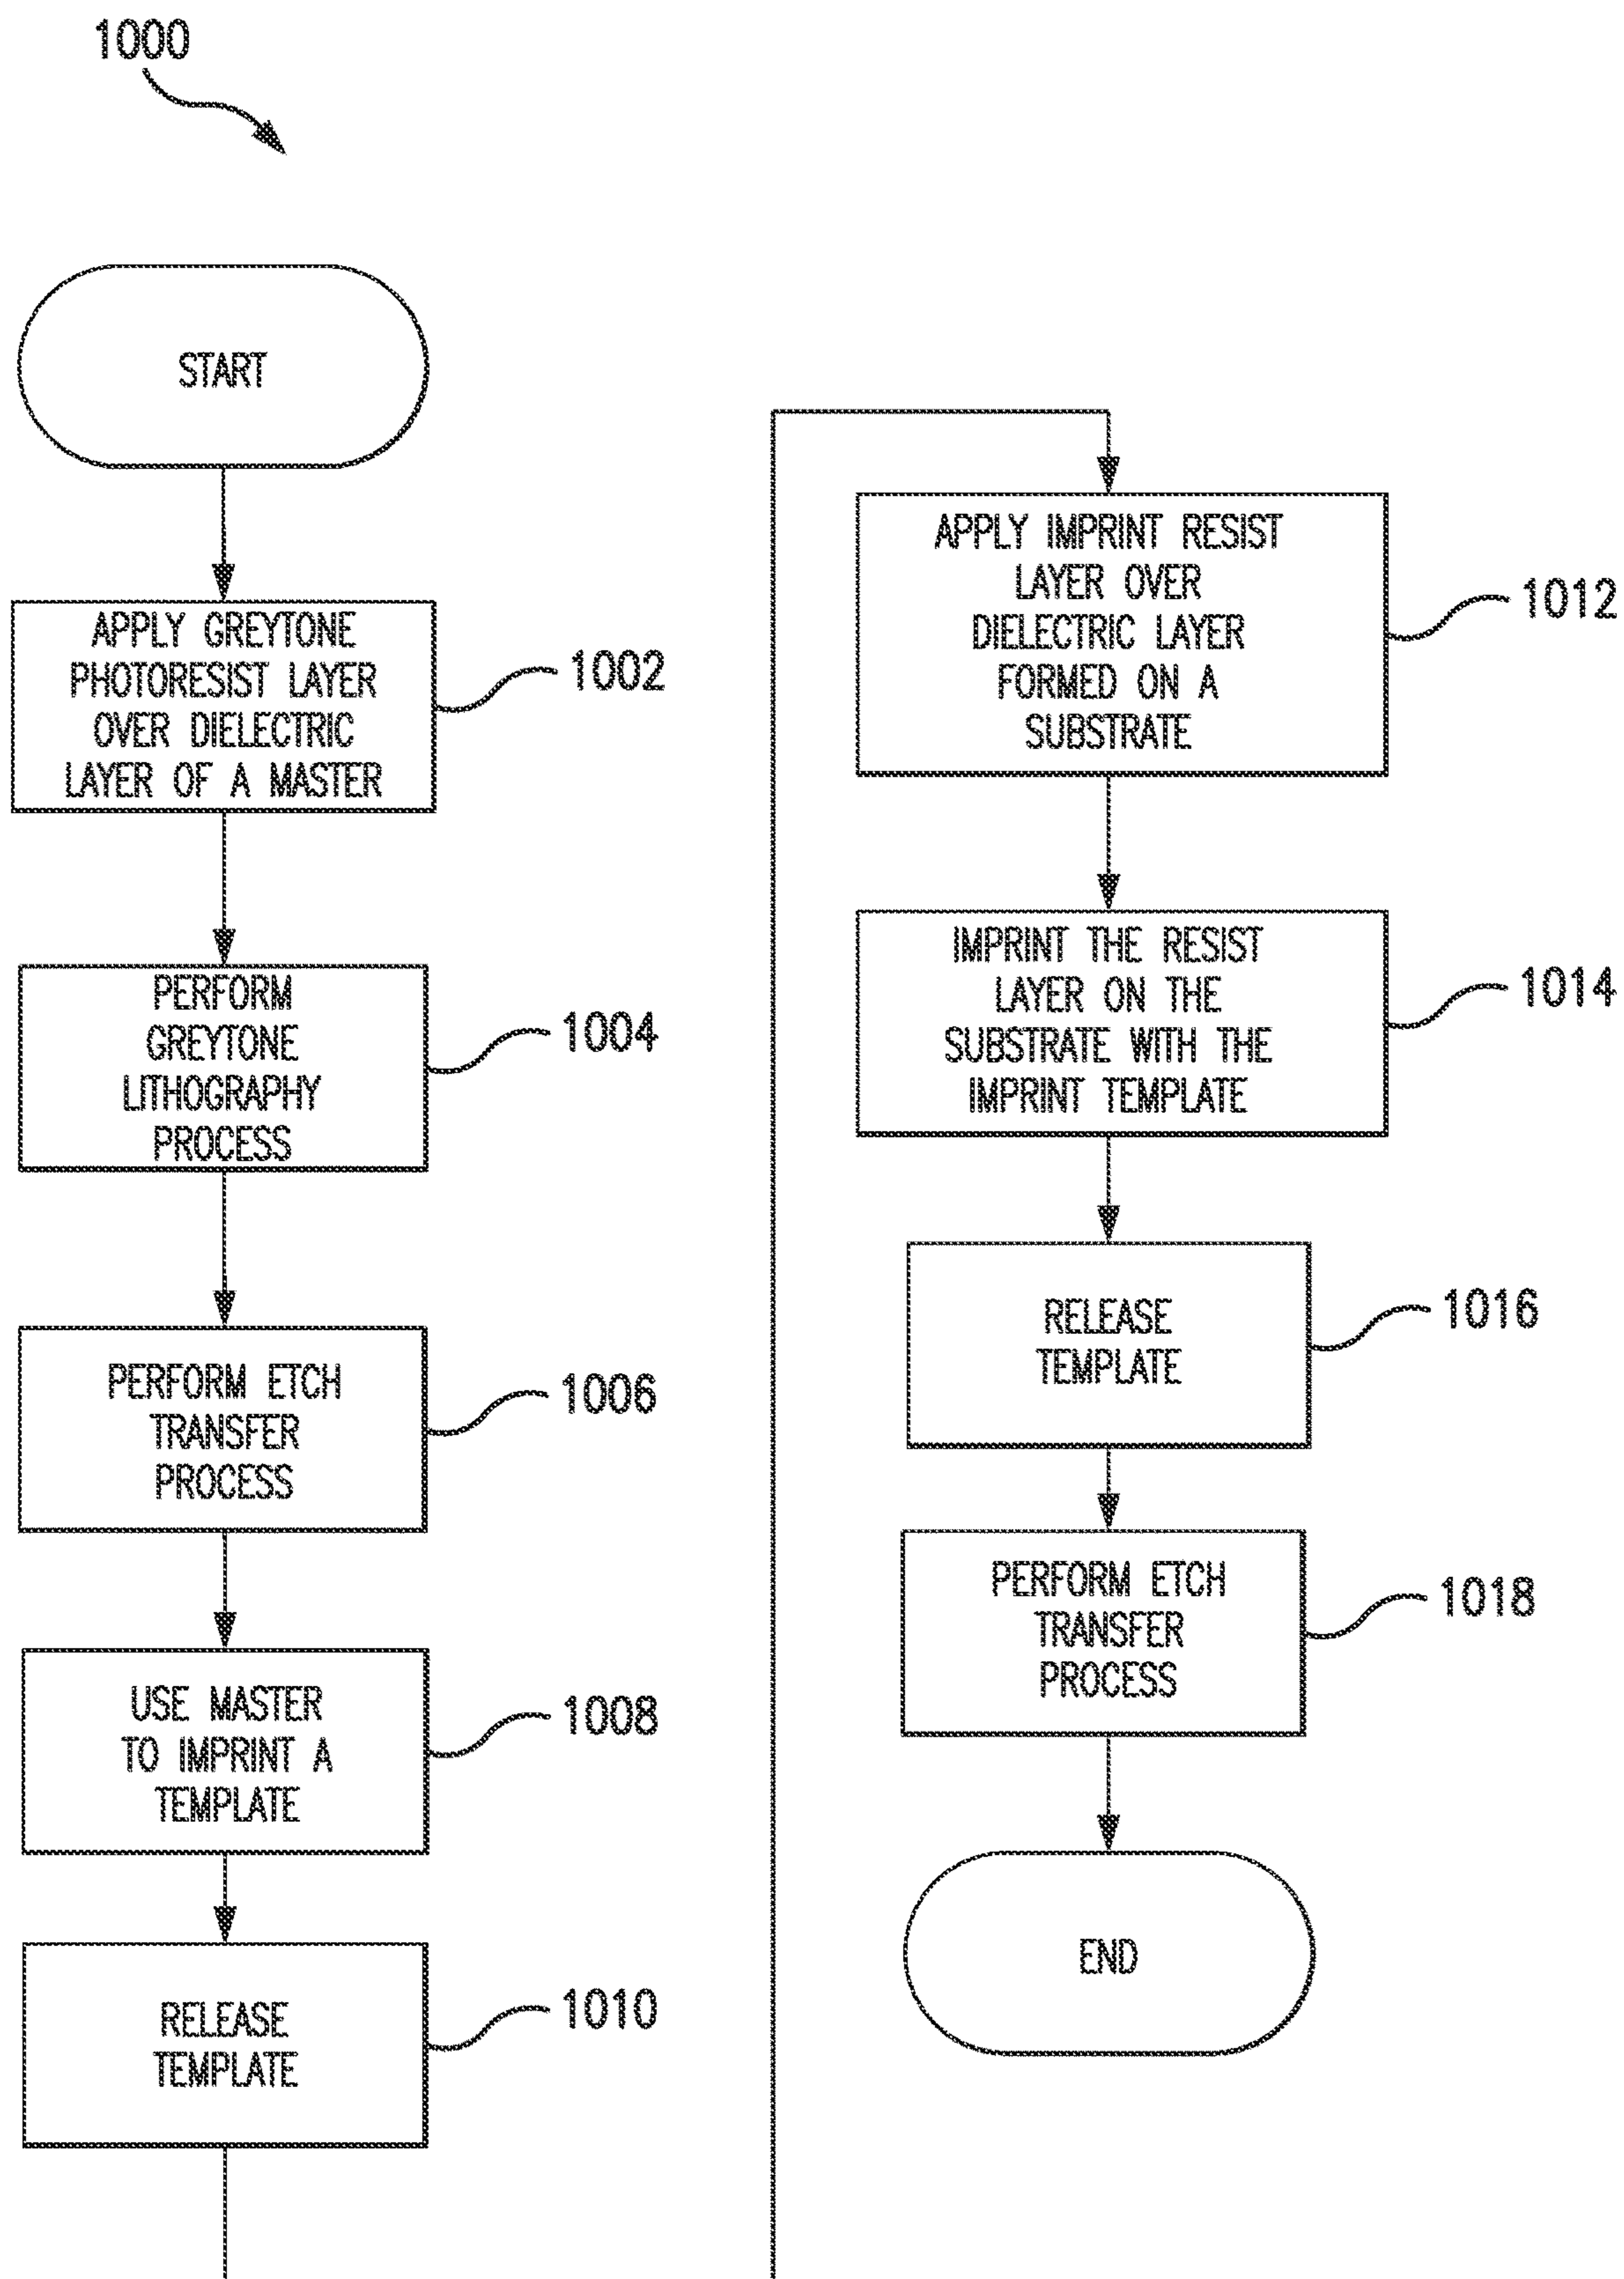 1000
START
APPLY GREYTONE
PHOTORESIST LAYER
OVER DIELECTRIC
LAYER OF A MASTER
1002
PERFORM
GREYTONE
LITHOGRAPHY
PROCESS
1004
PERFORM ETCH
TRANSFER
PROCESS
1006
USE MASTER
TO IMPRINT A
TEMPLATE
1008
RELEASE
TEMPLATE
1010
APPLY IMPRINT RESIST
LAYER OVER
DIELECTRIC LAYER
FORMED ON A
SUBSTRATE
1012
IMPRINT THE RESIST
LAYER ON THE
SUBSTRATE WITH THE
IMPRINT TEMPLATE
1014
RELEASE
TEMPLATE
1016
PERFORM ETCH
TRANSFER
PROCESS
1018
END